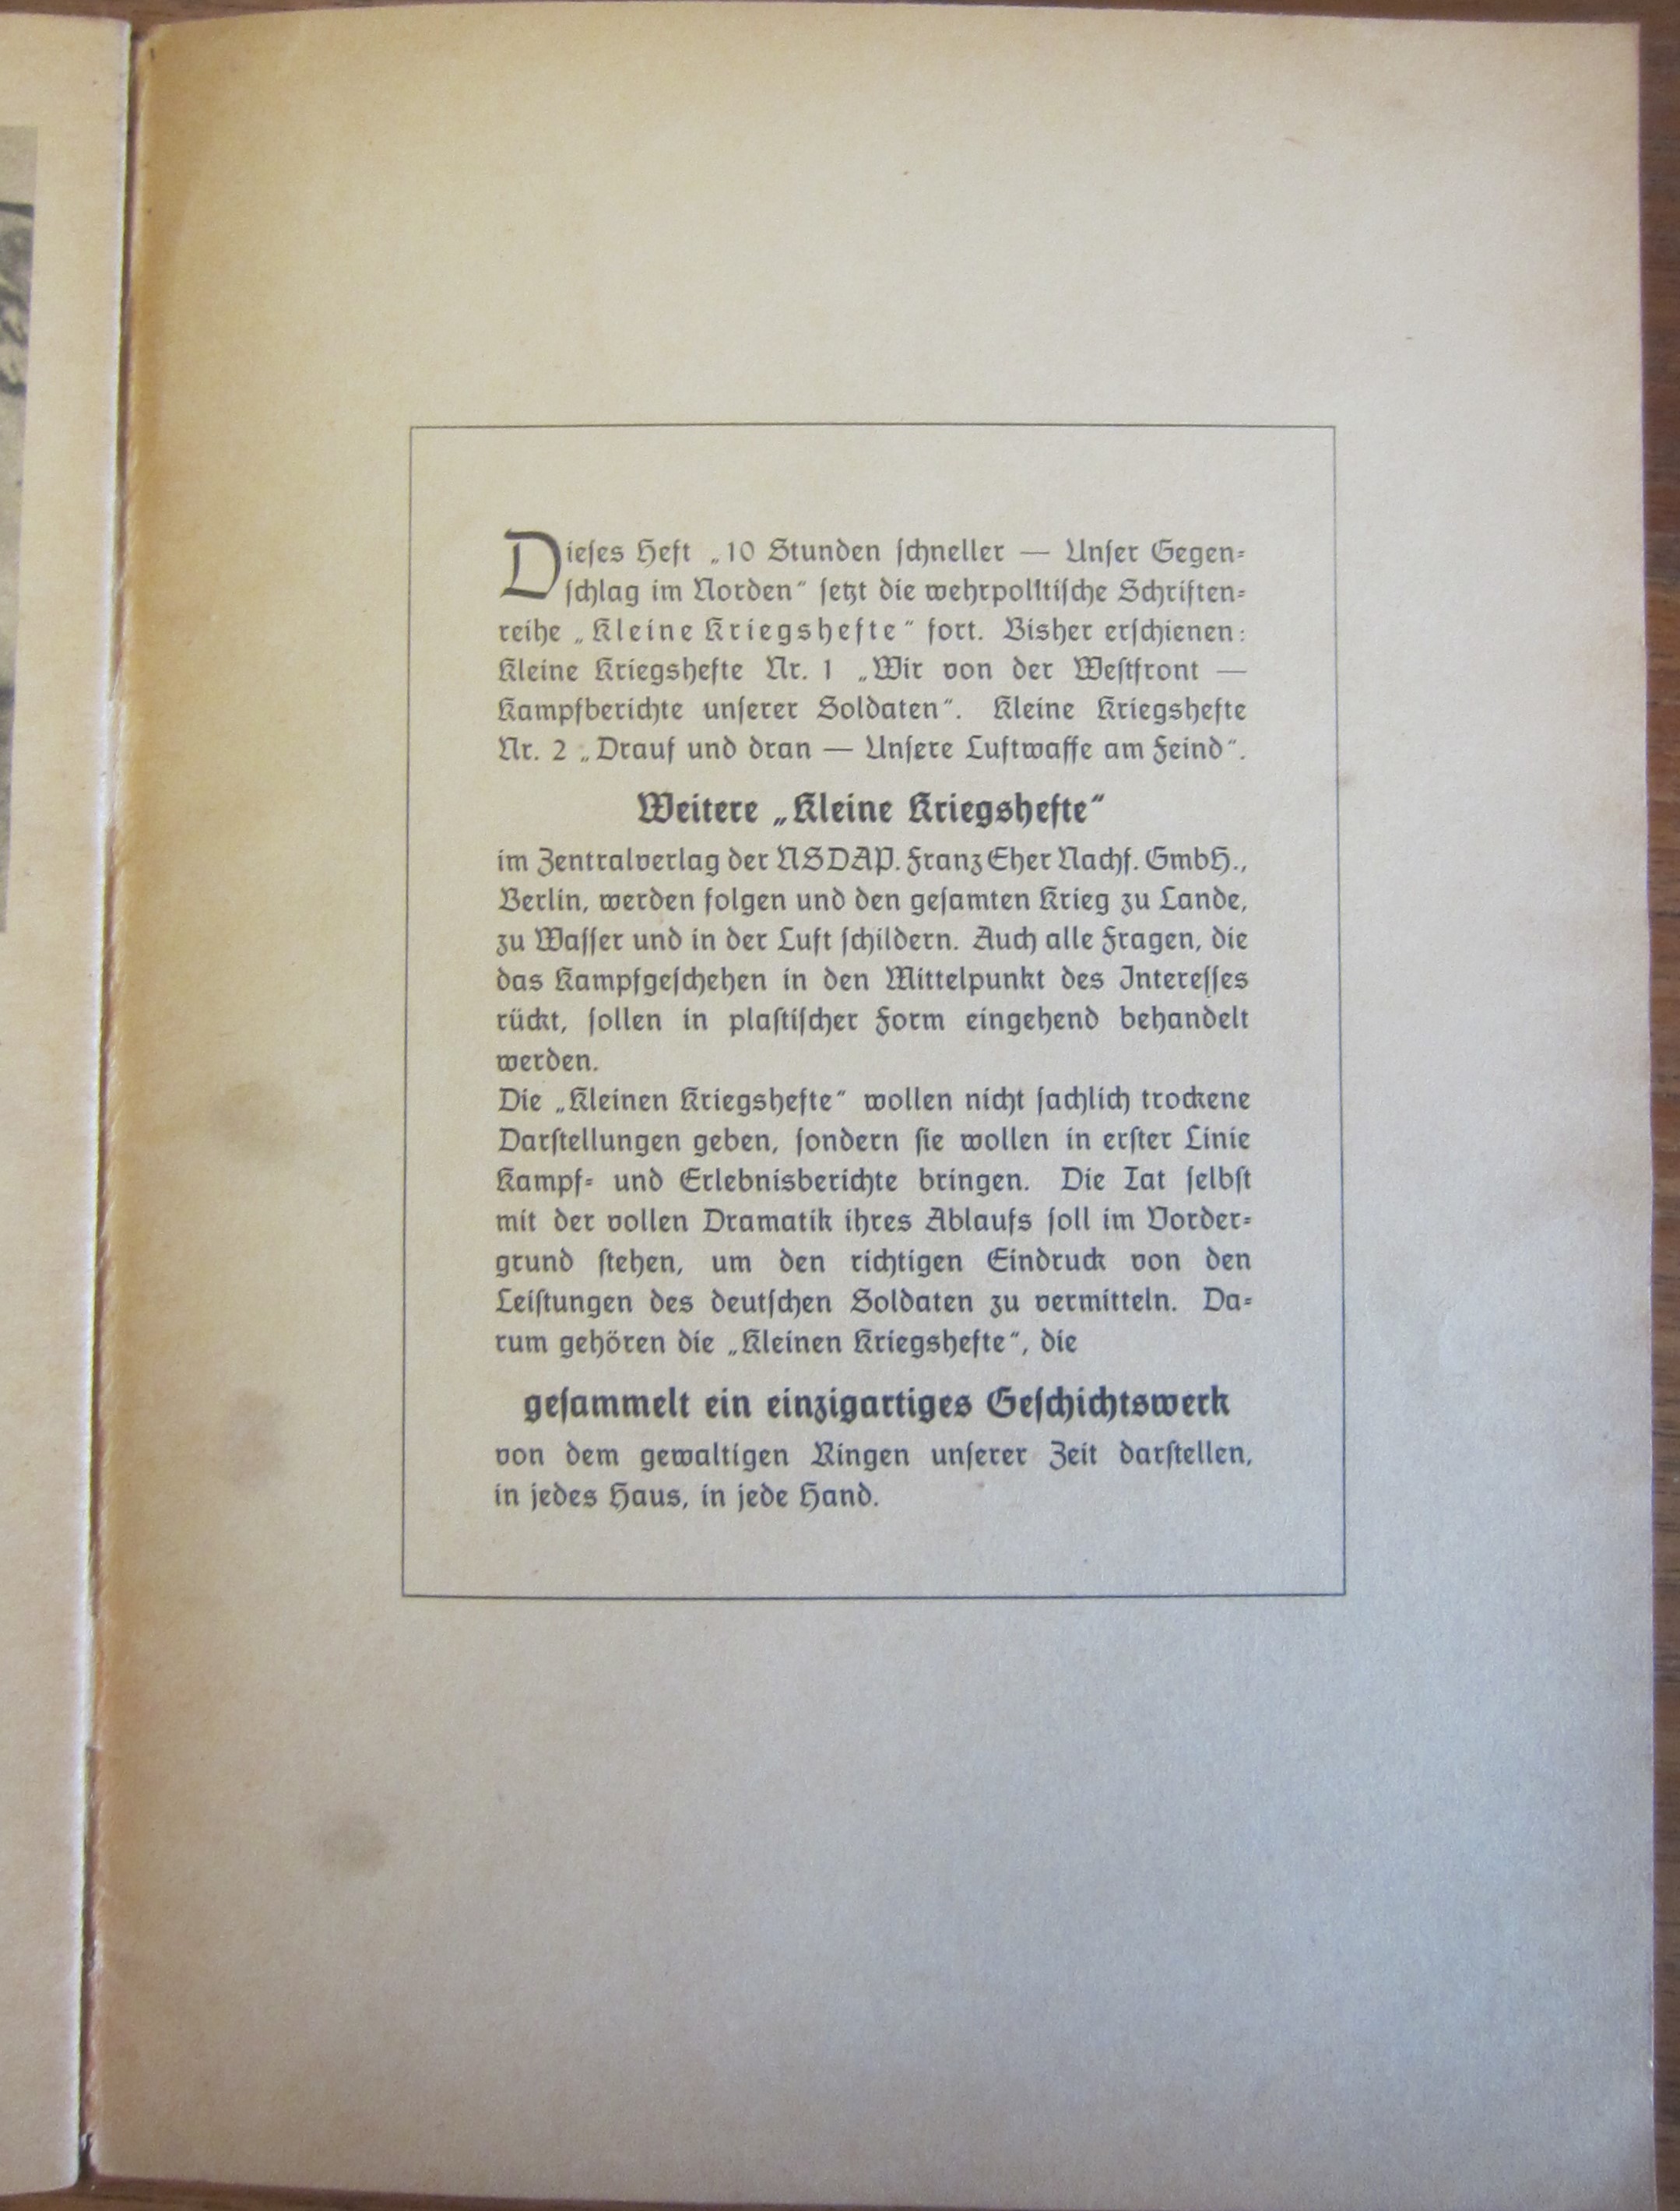 Dieses Heft „10 Stunden schneller — Unser Gegen-
schlag im Norden“ setzt die wehrpolitische Schriften-
reihe „Kleine Kriegshefte“ fort. Bisher erschienen:
Kleine Kriegshefte Nr. 1 „Wir von der Westfront —
Kampfberichte unserer Soldaten“. Kleine Kriegshefte
Nr. 2 „Drauf und dran — Unsere Luftwaffe am Feind“.
Weitere „Kleine Kriegshefte“
im Zentralverlag der NSDAP. Franz Eher Nachf. GmbH.,
Berlin, werden folgen und den gesamten Krieg zu Lande,
zu Wasser und in der Luft schildern. Auch alle Fragen, die
das Kampfgeschehen in den Mittelpunkt des Interesses
rückt, sollen in plastischer Form eingehend behandelt
werden.
Die „Kleinen Kriegshefte“ wollen nicht sachlich trockene
Darstellungen geben, sondern sie wollen in erster Linie
Kampf- und Erlebnisberichte bringen. Die Tat selbst
mit der vollen Dramatik ihres Ablaufs soll im Vorder-
grund stehen, um den richtigen Eindruck von den
Leistungen des deutschen Soldaten zu vermitteln. Da-
rum gehören die „Kleinen Kriegshefte“, die
gesammelt ein einzigartiges Geschichtswerk
von dem gewaltigen Ringen unserer Zeit darstellen,
in jedes Haus, in jede Hand.